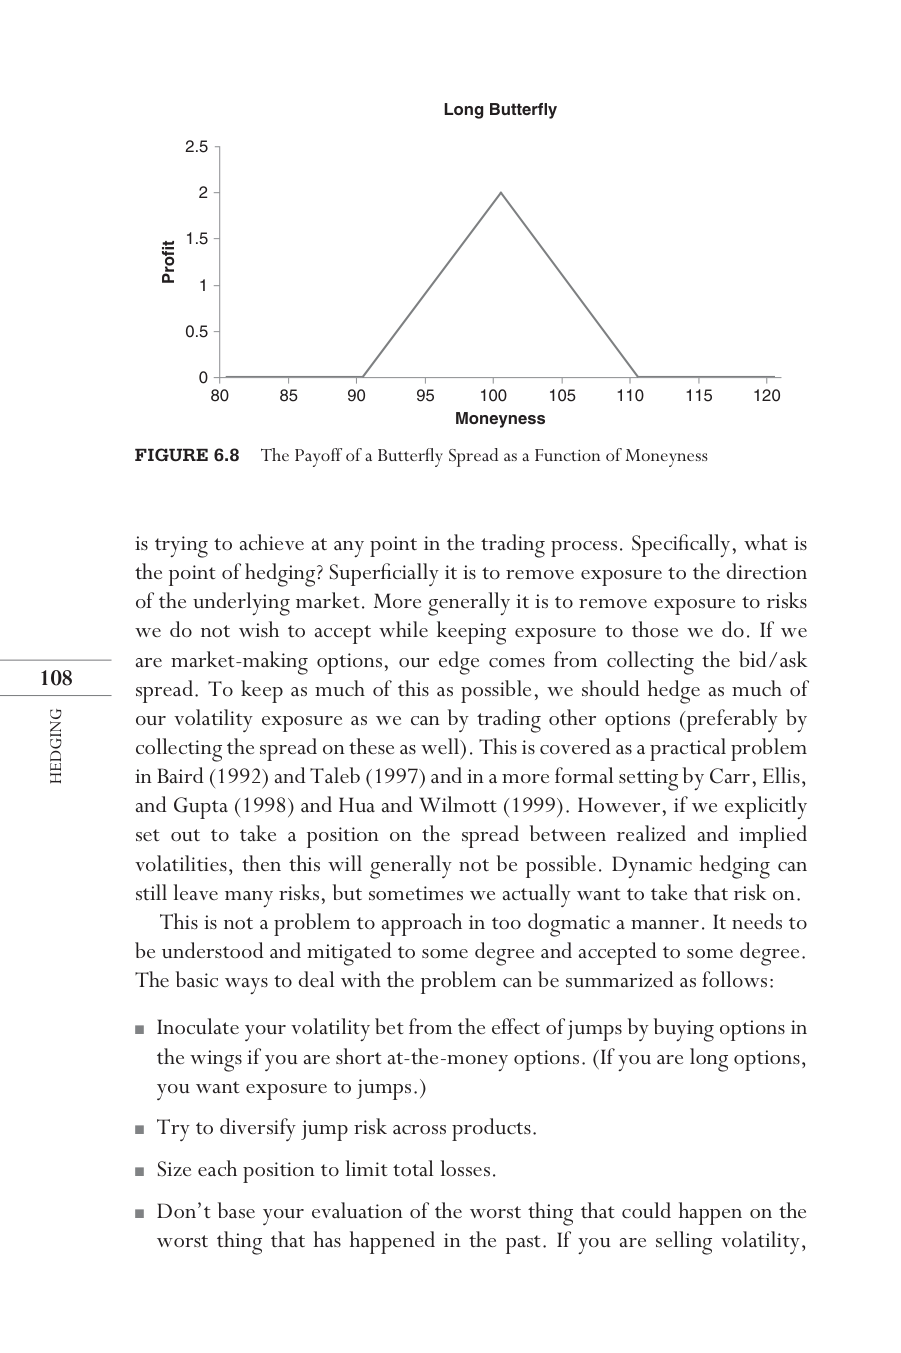 Long Butterfly
2.5
2
1.5
1
0.5
0
Profit
80 85 90 95 100 105 110 115 120
Moneyness
FIGURE 6.8 The Payoff of a Butterfly Spread as a Function of Moneyness
is trying to achieve at any point in the trading process. Specifically, what is
the point of hedging? Superficially it is to remove exposure to the direction
of the underlying market. More generally it is to remove exposure to risks
we do not wish to accept while keeping exposure to those we do. If we
are market-making options, our edge comes from collecting the bid/ask
spread. To keep as much of this as possible, we should hedge as much of
our volatility exposure as we can by trading other options (preferably by
collecting the spread on these as well). This is covered as a practical problem
in Baird (1992) and Taleb (1997) and in a more formal setting by Carr, Ellis,
and Gupta (1998) and Hua and Wilmott (1999). However, if we explicitly
set out to take a position on the spread between realized and implied
volatilities, then this will generally not be possible. Dynamic hedging can
still leave many risks, but sometimes we actually want to take that risk on.
This is not a problem to approach in too dogmatic a manner. It needs to
be understood and mitigated to some degree and accepted to some degree.
The basic ways to deal with the problem can be summarized as follows:
■ Inoculate your volatility bet from the effect of jumps by buying options in
the wings if you are short at-the-money options. (If you are long options,
you want exposure to jumps.)
■ Try to diversify jump risk across products.
■ Size each position to limit total losses.
■ Don’t base your evaluation of the worst thing that could happen on the
worst thing that has happened in the past. If you are selling volatility,
108
HEDGING